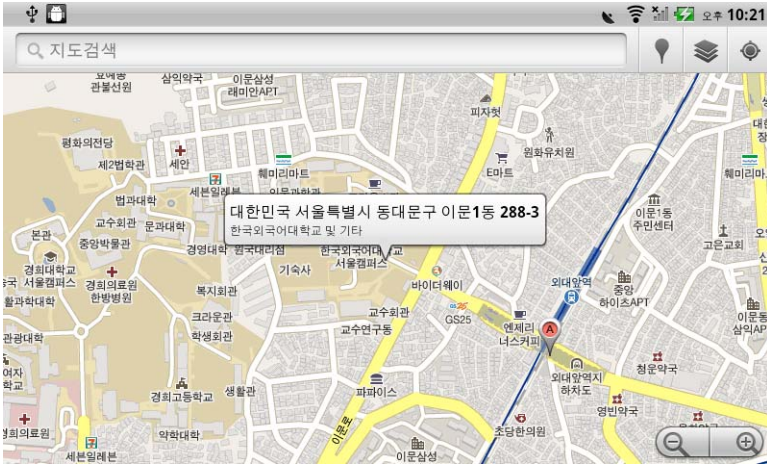 오후 10:21
지도검색
관불선원
삼익약국
이문삼성
래미안APT
피자헛
평화의전당
제2법학관
세안
훼미리마트
E마트
원화유치원
훼미리마
세븐일레븐
법과대학
대한민국 서울특별시 동대문구 이문1동 288-3
한국외국어대학교 및 기타
이문1동
주민센터
교수회관
문과대학
본관
중앙박물관
경영대학
원국대리점
한국외국어대
교
서울캠퍼스
고은교회
경희대학교
서울캠퍼스
경희의료원
한방병원
기숙사
바이더웨이
외대앞역
중앙
하이츠APT
복지회관
활과학대학
크라운관
교수회관
GS25
엔제리
너스커피
A
이문동
삼익AP
관광대학
학생회관
교수연구동
여자
학교
외대앞역지
하차도
청운약국
경희고등학교
생활관
파파이스
이문로
영빈약국
경희의료원
약학대학
초당한의원
세븐일레븐
이문삼성